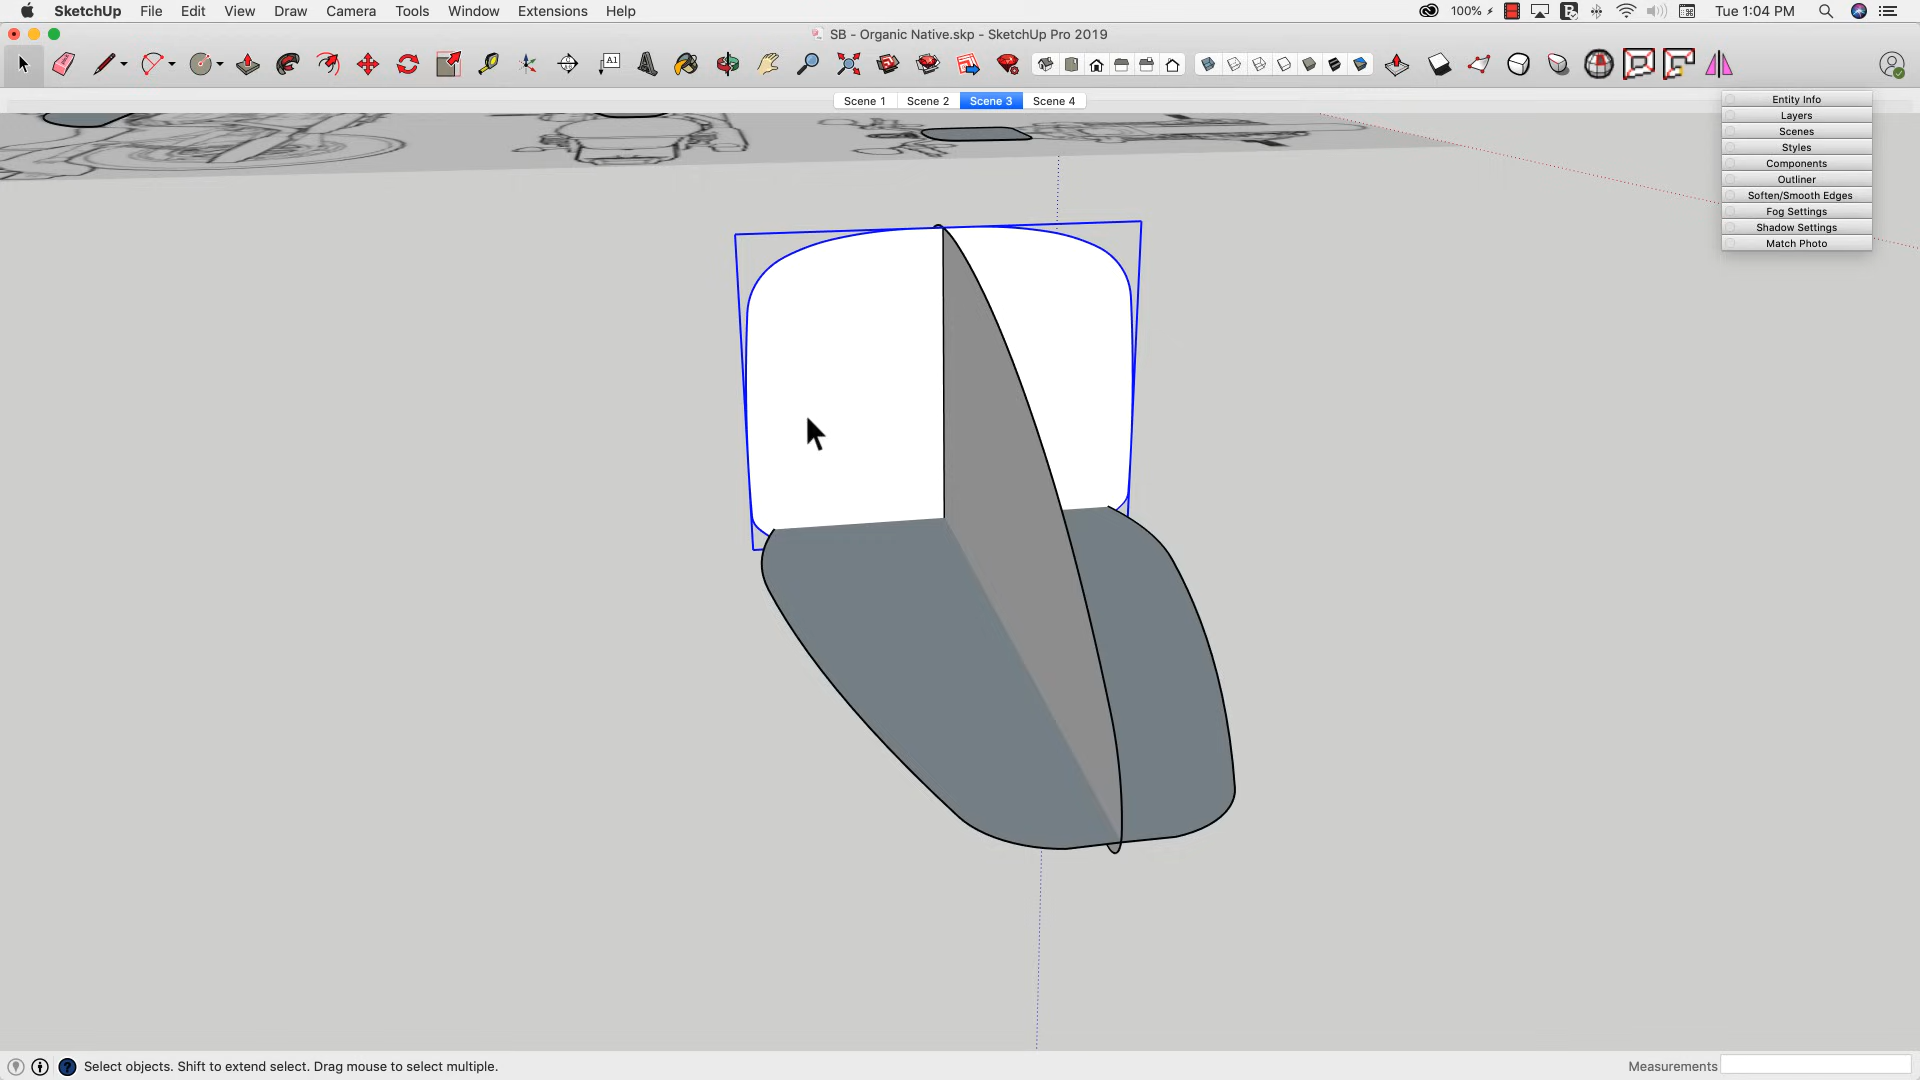 SketchUp File Edit View Draw Camera Tools Window Extensions Help 100% Tue 1:04 PM
SB - Organic Native.skp - SketchUp Pro 2019
A1
Scene 1 Scene 2 Scene 3 Scene 4
Entity Info
Layers
Scenes
Styles
Components
Outliner
Soften/Smooth Edges
Fog Settings
Shadow Settings
Match Photo
Select objects. Shift to extend select. Drag mouse to select multiple. Measurements